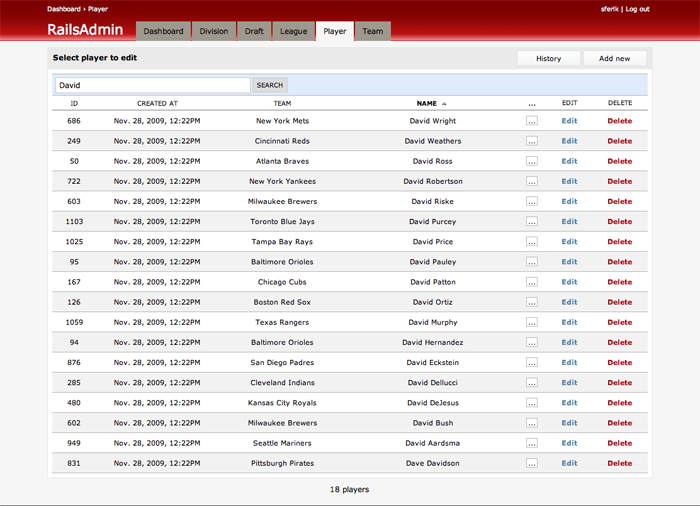 Dashboard › Player sferik | Log out
RailsAdmin Dashboard Division Draft League Player Team
Select player to edit History Add new
David SEARCH
ID CREATED AT TEAM NAME ... EDIT DELETE
686 Nov. 28, 2009, 12:22PM New York Mets David Wright ... Edit Delete
249 Nov. 28, 2009, 12:22PM Cincinnati Reds David Weathers ... Edit Delete
50 Nov. 28, 2009, 12:22PM Atlanta Braves David Ross ... Edit Delete
722 Nov. 28, 2009, 12:22PM New York Yankees David Robertson ... Edit Delete
603 Nov. 28, 2009, 12:22PM Milwaukee Brewers David Riske ... Edit Delete
1103 Nov. 28, 2009, 12:22PM Toronto Blue Jays David Purcey ... Edit Delete
1025 Nov. 28, 2009, 12:22PM Tampa Bay Rays David Price ... Edit Delete
95 Nov. 28, 2009, 12:22PM Baltimore Orioles David Pauley ... Edit Delete
167 Nov. 28, 2009, 12:22PM Chicago Cubs David Patton ... Edit Delete
126 Nov. 28, 2009, 12:22PM Boston Red Sox David Ortiz ... Edit Delete
1059 Nov. 28, 2009, 12:22PM Texas Rangers David Murphy ... Edit Delete
94 Nov. 28, 2009, 12:22PM Baltimore Orioles David Hernandez ... Edit Delete
876 Nov. 28, 2009, 12:22PM San Diego Padres David Eckstein ... Edit Delete
285 Nov. 28, 2009, 12:22PM Cleveland Indians David Dellucci ... Edit Delete
480 Nov. 28, 2009, 12:22PM Kansas City Royals David DeJesus ... Edit Delete
602 Nov. 28, 2009, 12:22PM Milwaukee Brewers David Bush ... Edit Delete
949 Nov. 28, 2009, 12:22PM Seattle Mariners David Aardsma ... Edit Delete
831 Nov. 28, 2009, 12:22PM Pittsburgh Pirates Dave Davidson ... Edit Delete
18 players